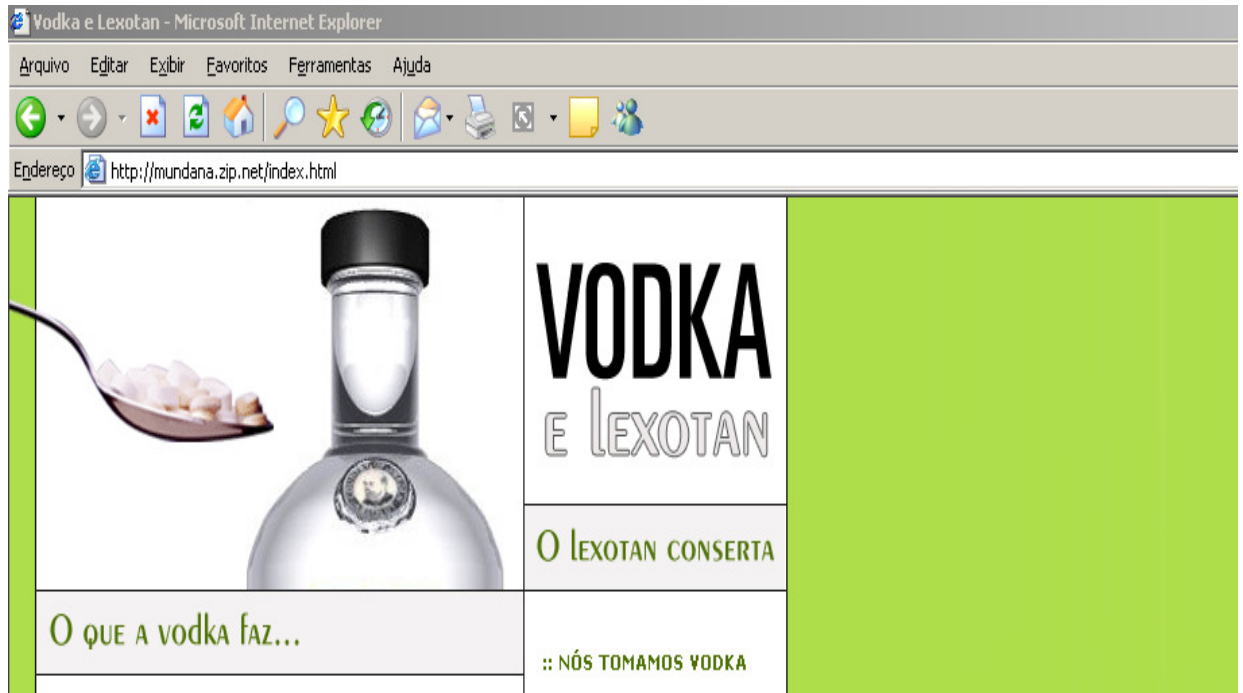 Vodka e Lexotan - Microsoft Internet Explorer
Arquivo Editar Exibir Favoritos Ferramentas Ajuda
Endereço http://mundana.zip.net/index.html
VODKA
E LEXOTAN
O LEXOTAN CONSERTA
O QUE A VODKA FAZ...
:: NÓS TOMAMOS VODKA